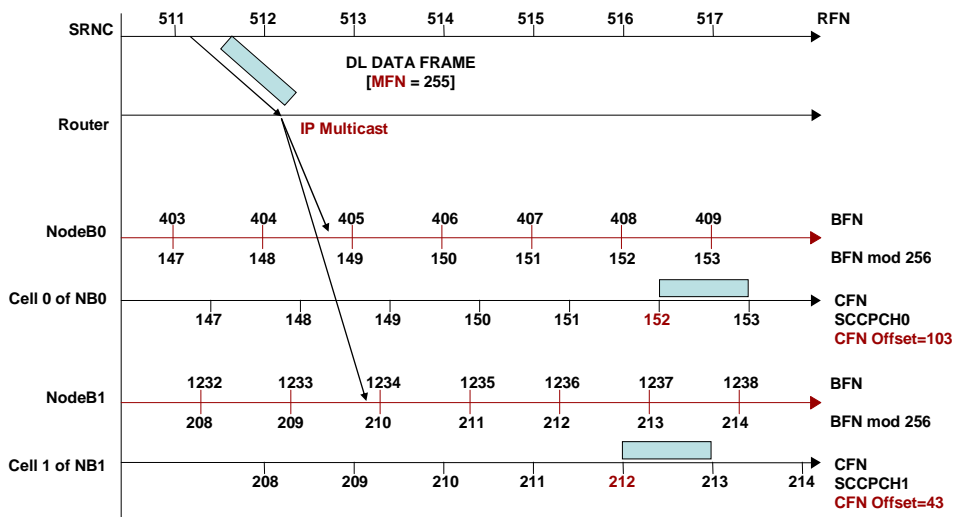 511 512 513 514 515 516 517 RFN
SRNC
DL DATA FRAME
[MFN = 255]
Router
IP Multicast
403 404 405 406 407 408 409 BFN
NodeB0
147 148 149 150 151 152 153 BFN mod 256
Cell 0 of NB0 CFN
147 148 149 150 151 152 153 SCCPCH0
CFN Offset=103
1232 1233 1234 1235 1236 1237 1238 BFN
NodeB1
208 209 210 211 212 213 214 BFN mod 256
Cell 1 of NB1 CFN
208 209 210 211 212 213 214 SCCPCH1
CFN Offset=43